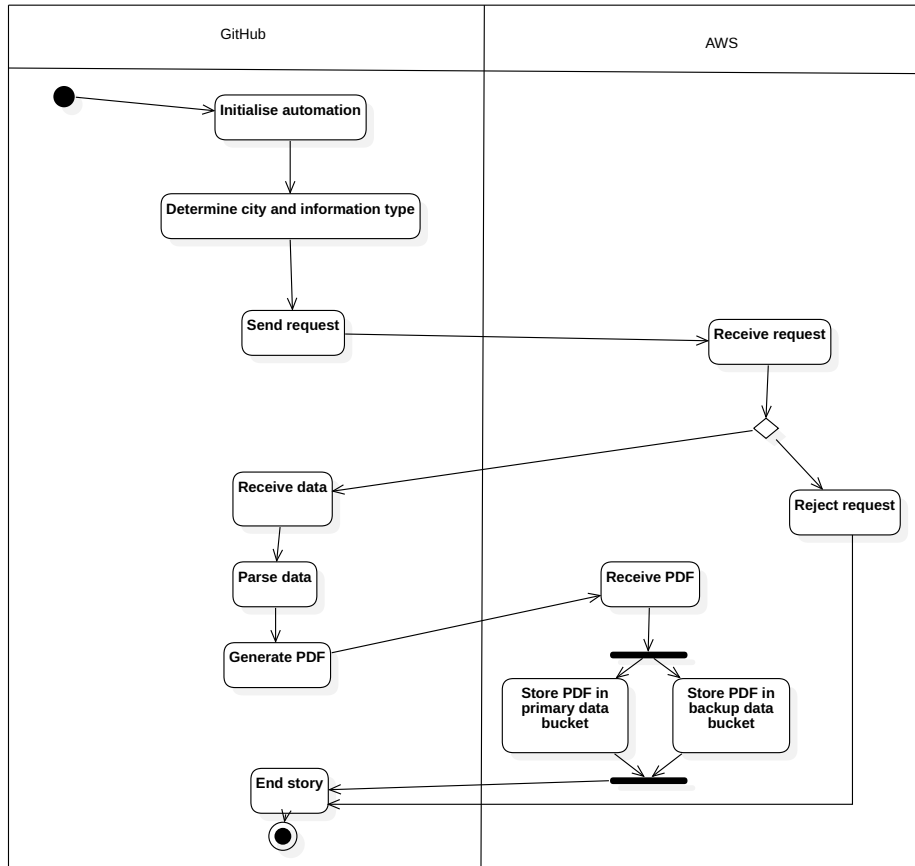 GitHub
AWS
Initialise automation
Determine city and information type
Send request
Receive request
Receive data
Reject request
Parse data
Receive PDF
Generate PDF
Store PDF in
primary data
bucket
Store PDF in
backup data
bucket
End story